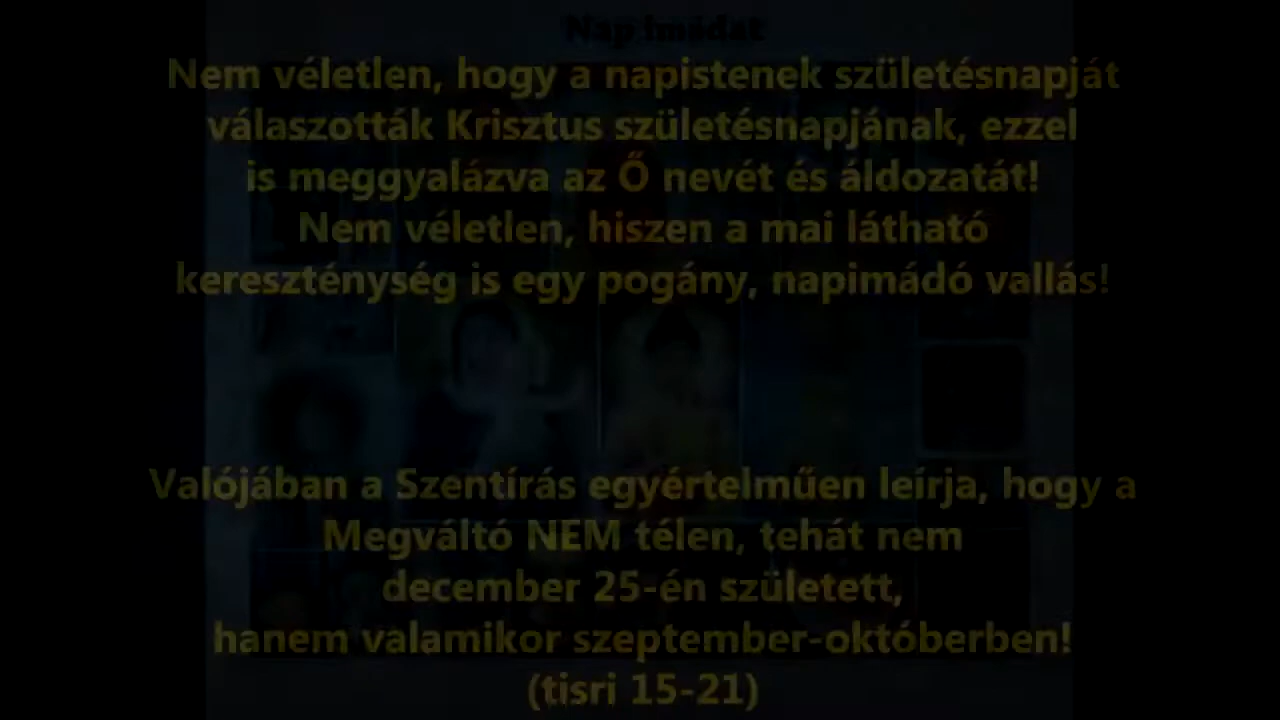 Nap imádat
Nem véletlen, hogy a napistenek születésnapját
válaszották Krisztus születésnapjának, ezzel
is meggyalázva az Ő nevét és áldozatát!
Nem véletlen, hiszen a mai látható
kereszténység is egy pogány, napimádó vallás!
Valójában a Szentírás egyértelműen leírja, hogy a
Megváltó NEM télen, tehát nem
december 25-én született,
hanem valamikor szeptember-októberben!
(tisri 15-21)